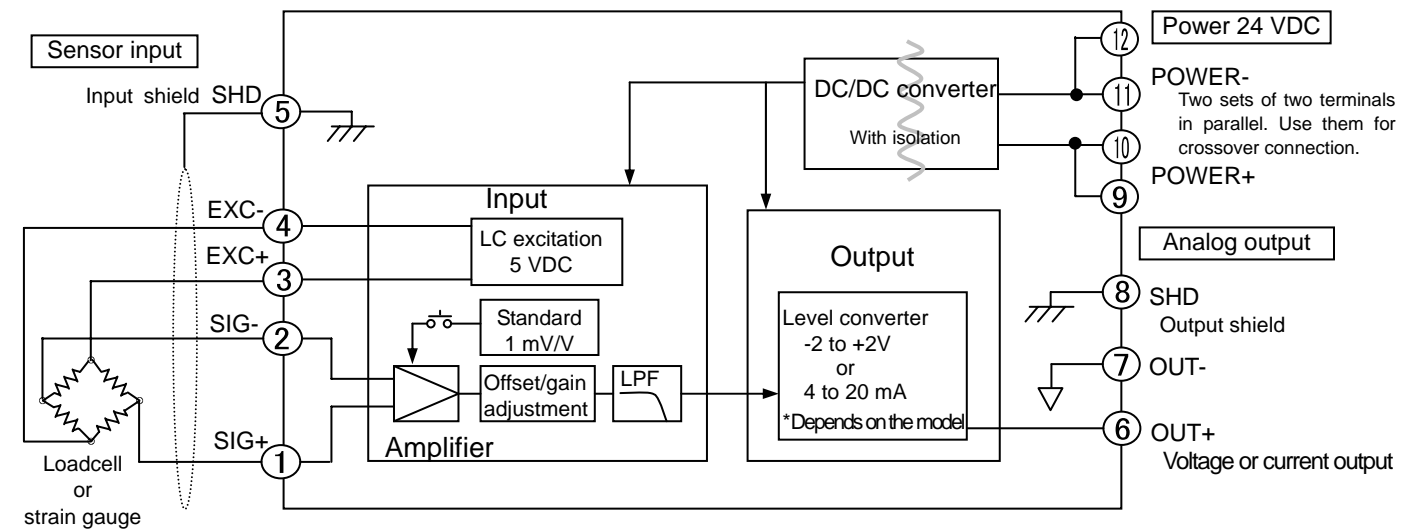 Sensor input
Input shield SHD
5
EXC-
4
EXC+
3
SIG-
2
SIG+
1
Loadcell
or
strain gauge
Input
LC excitation
5 VDC
Standard
1 mV/V
Offset/gain
adjustment
LPF
Amplifier
DC/DC converter
With isolation
Output
Level converter
-2 to +2V
or
4 to 20 mA
*Depends on the model
12
Power 24 VDC
11
POWER-
Two sets of two terminals
in parallel. Use them for
crossover connection.
10
POWER+
9
Analog output
8
SHD
Output shield
7
OUT-
6
OUT+
Voltage or current output